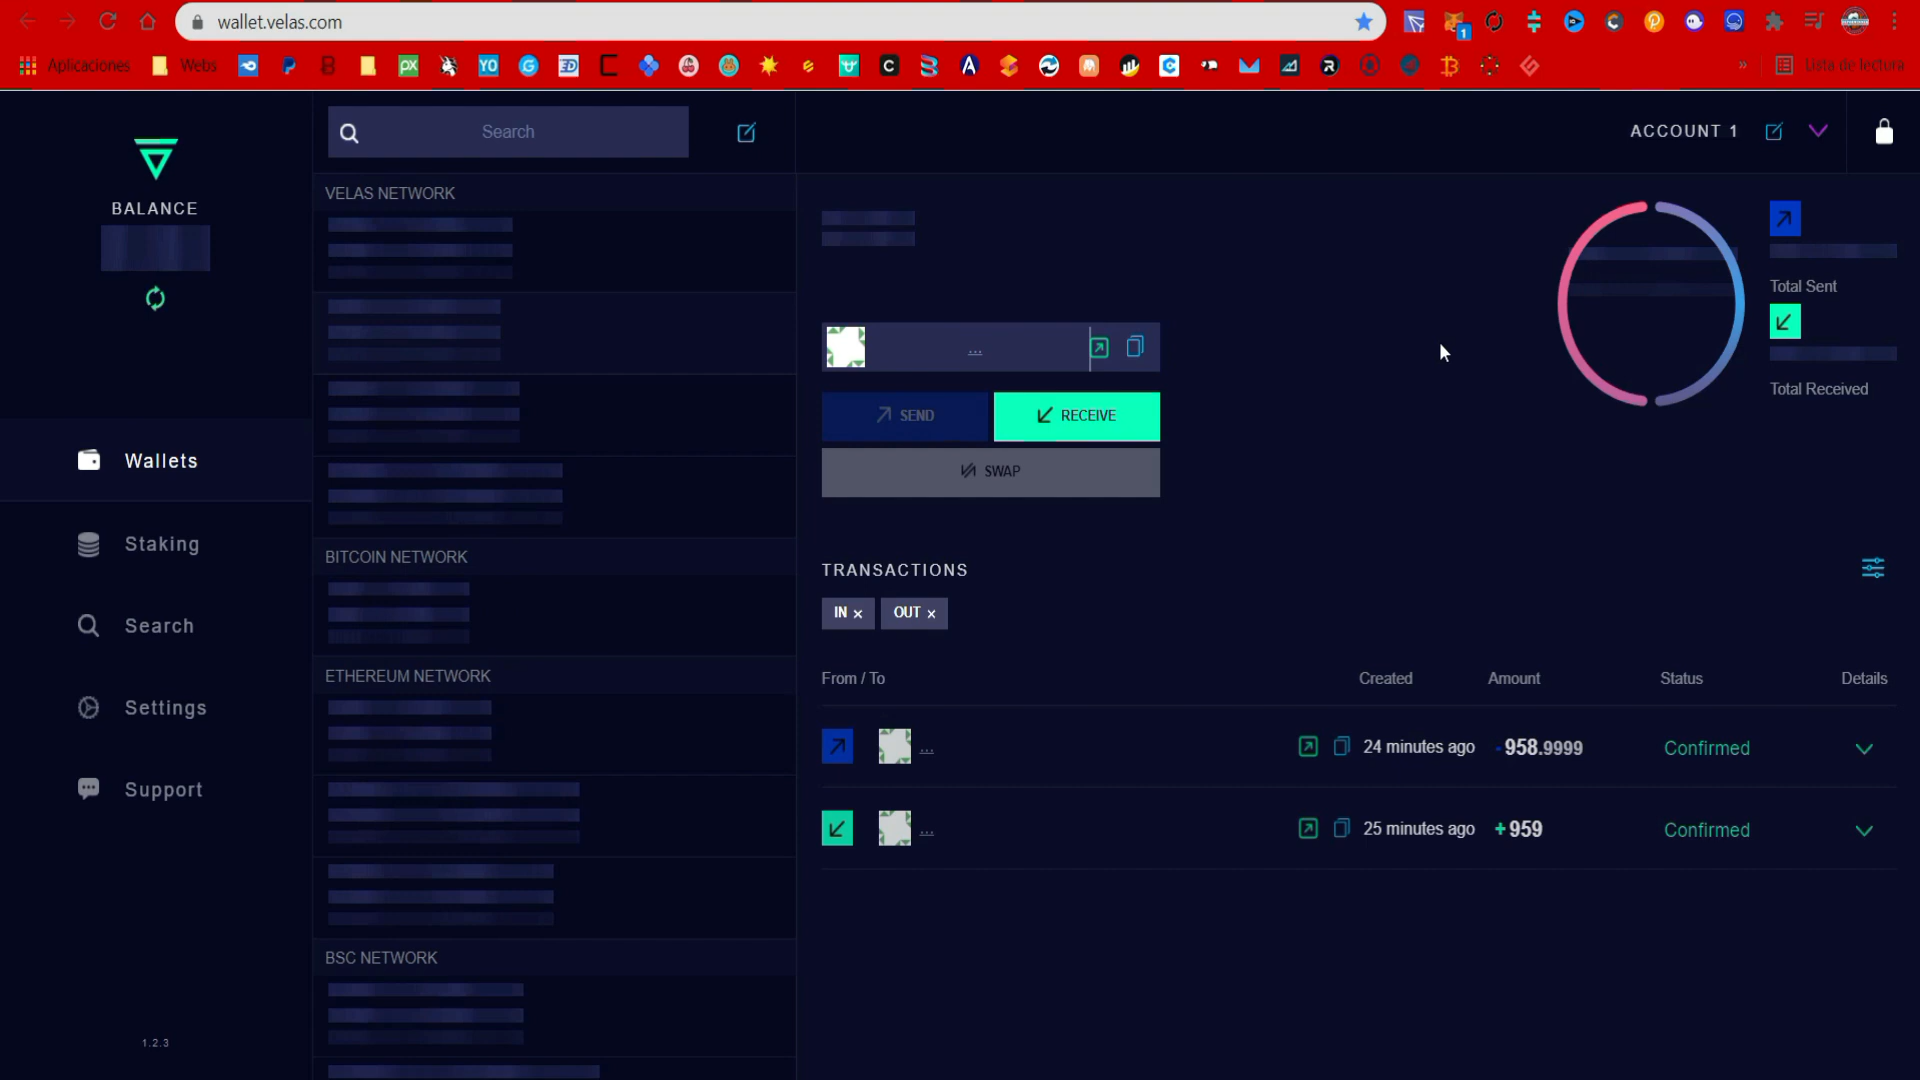 wallet.velas.com
1
Aplicaciones
Webs
»
Lista de lectura
BALANCE
Wallets
Staking
Search
Settings
Support
1.2.3
Search
VELAS NETWORK
BITCOIN NETWORK
ETHEREUM NETWORK
BSC NETWORK
ACCOUNT 1
Total Sent
Total Received
...
SEND
RECEIVE
SWAP
TRANSACTIONS
IN ×
OUT ×
From / To Created Amount Status Details
... 24 minutes ago - 958.9999 Confirmed
... 25 minutes ago + 959 Confirmed